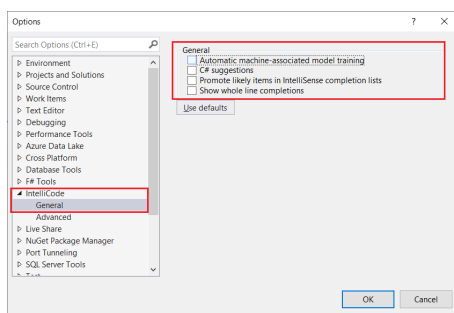 Options
? ×
Search Options (Ctrl+E)
Environment
Projects and Solutions
Source Control
Work Items
Text Editor
Debugging
Performance Tools
Azure Data Lake
Cross Platform
Database Tools
F# Tools
IntelliCode
General
Advanced
Live Share
NuGet Package Manager
Port Tunneling
SQL Server Tools
General
Automatic machine-associated model training
C# suggestions
Promote likely items in IntelliSense completion lists
Show whole line completions
Use defaults
OK
Cancel